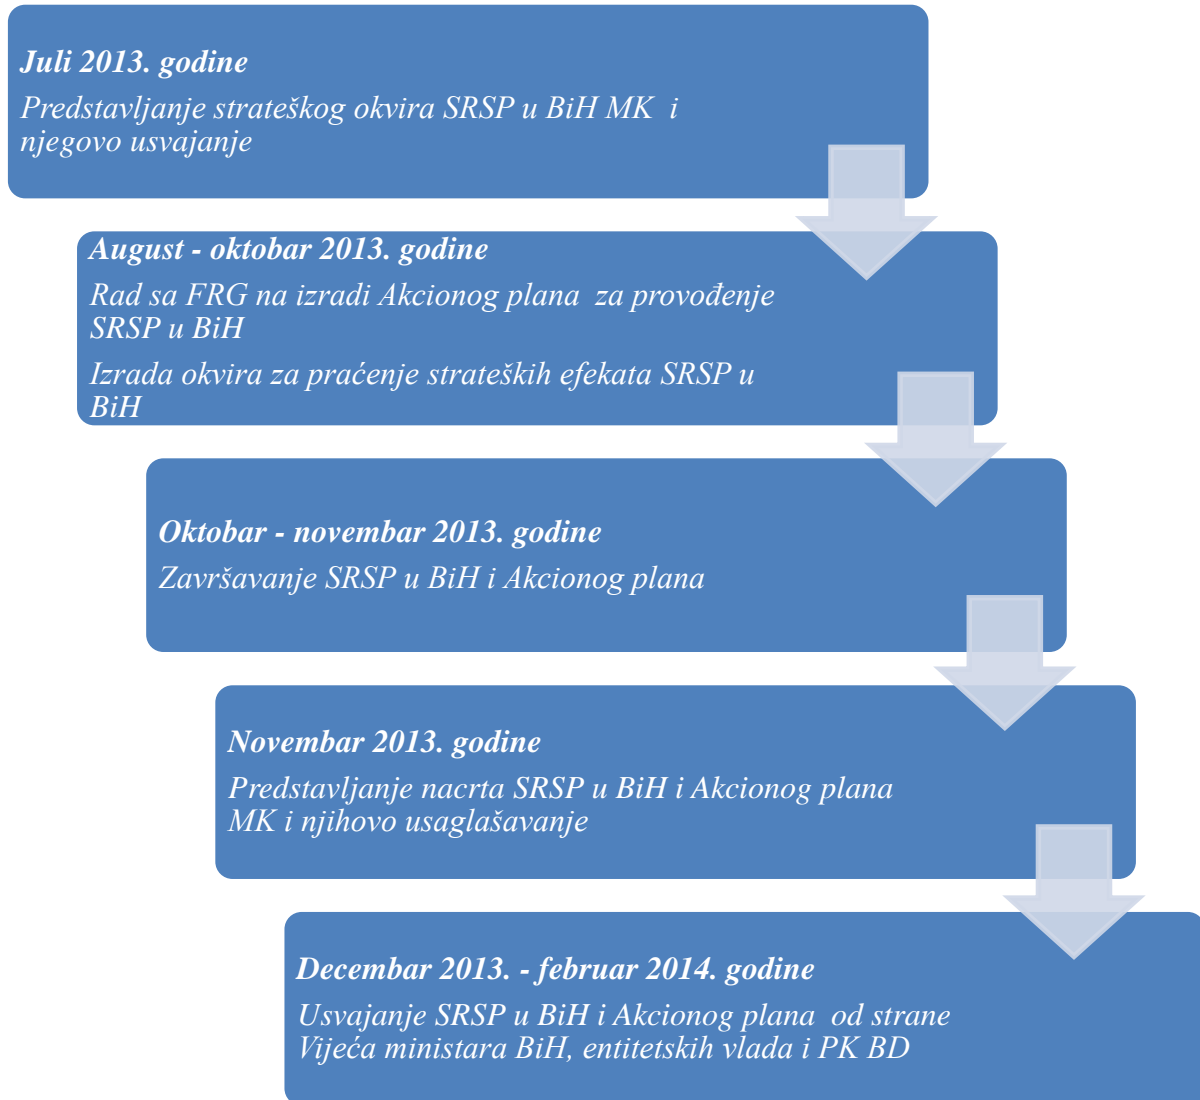 Juli 2013. godine
Predstavljanje strateškog okvira SRSP u BiH MK  i
njegovo usvajanje
August - oktobar 2013. godine
Rad sa FRG na izradi Akcionog plana  za provođenje
SRSP u BiH
Izrada okvira za praćenje strateških efekata SRSP u
BiH
Oktobar - novembar 2013. godine
Završavanje SRSP u BiH i Akcionog plana
Novembar 2013. godine
Predstavljanje nacrta SRSP u BiH i Akcionog plana
MK i njihovo usaglašavanje
Decembar 2013. - februar 2014. godine
Usvajanje SRSP u BiH i Akcionog plana  od strane
Vijeća ministara BiH, entitetskih vlada i PK BD